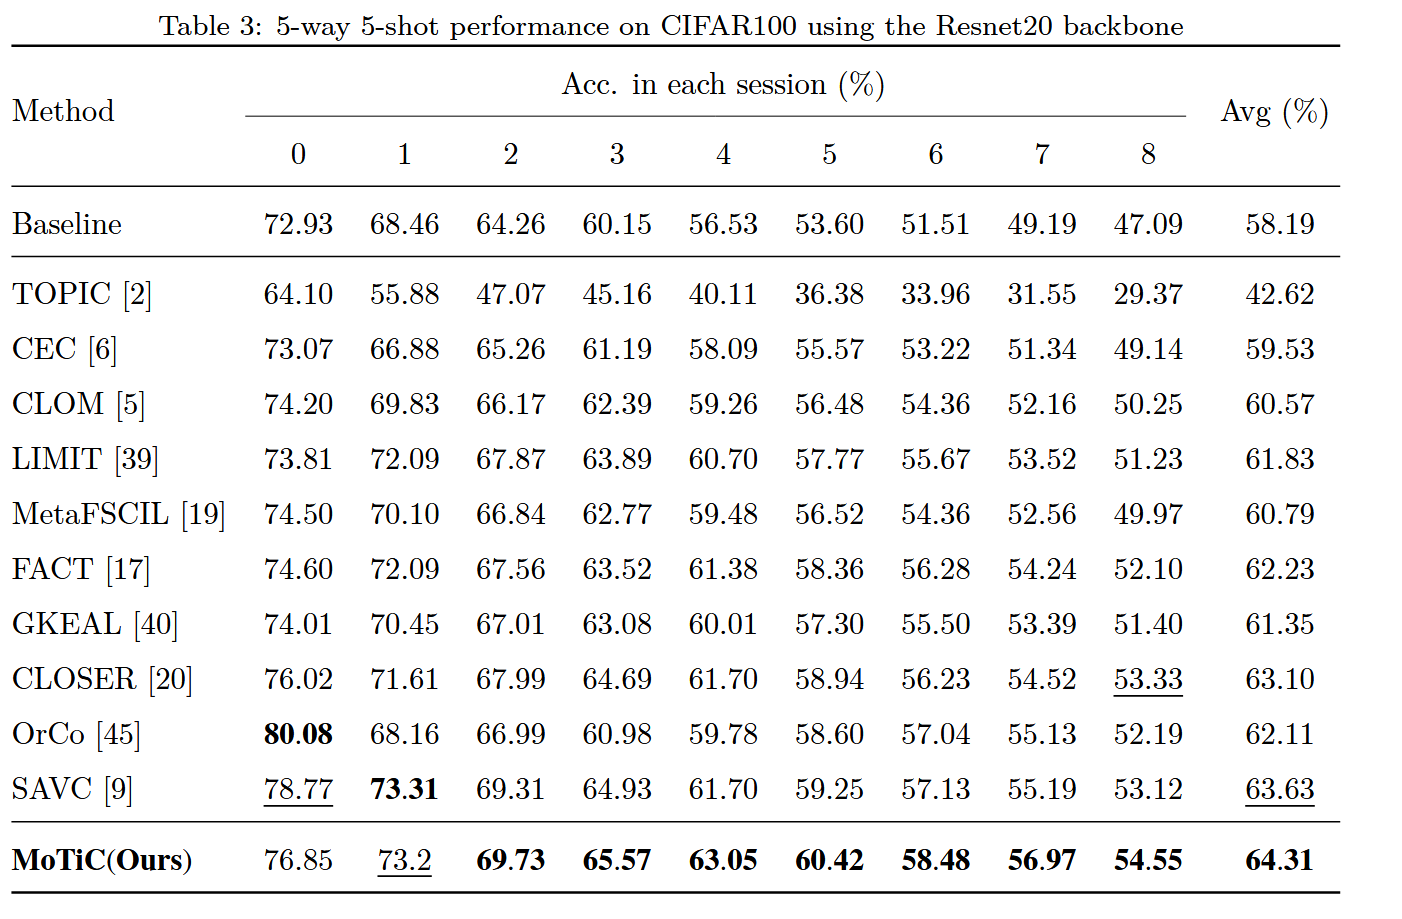 Table 3: 5-way 5-shot performance on CIFAR100 using the Resnet20 backbone
Method Acc. in each session (%) Avg (%)
0 1 2 3 4 5 6 7 8
Baseline 72.93 68.46 64.26 60.15 56.53 53.60 51.51 49.19 47.09 58.19
TOPIC [2] 64.10 55.88 47.07 45.16 40.11 36.38 33.96 31.55 29.37 42.62
CEC [6] 73.07 66.88 65.26 61.19 58.09 55.57 53.22 51.34 49.14 59.53
CLOM [5] 74.20 69.83 66.17 62.39 59.26 56.48 54.36 52.16 50.25 60.57
LIMIT [39] 73.81 72.09 67.87 63.89 60.70 57.77 55.67 53.52 51.23 61.83
MetaFSCIL [19] 74.50 70.10 66.84 62.77 59.48 56.52 54.36 52.56 49.97 60.79
FACT [17] 74.60 72.09 67.56 63.52 61.38 58.36 56.28 54.24 52.10 62.23
GKEAL [40] 74.01 70.45 67.01 63.08 60.01 57.30 55.50 53.39 51.40 61.35
CLOSER [20] 76.02 71.61 67.99 64.69 61.70 58.94 56.23 54.52 53.33 63.10
OrCo [45] 80.08 68.16 66.99 60.98 59.78 58.60 57.04 55.13 52.19 62.11
SAVC [9] 78.77 73.31 69.31 64.93 61.70 59.25 57.13 55.19 53.12 63.63
MoTiC(Ours) 76.85 73.2 69.73 65.57 63.05 60.42 58.48 56.97 54.55 64.31